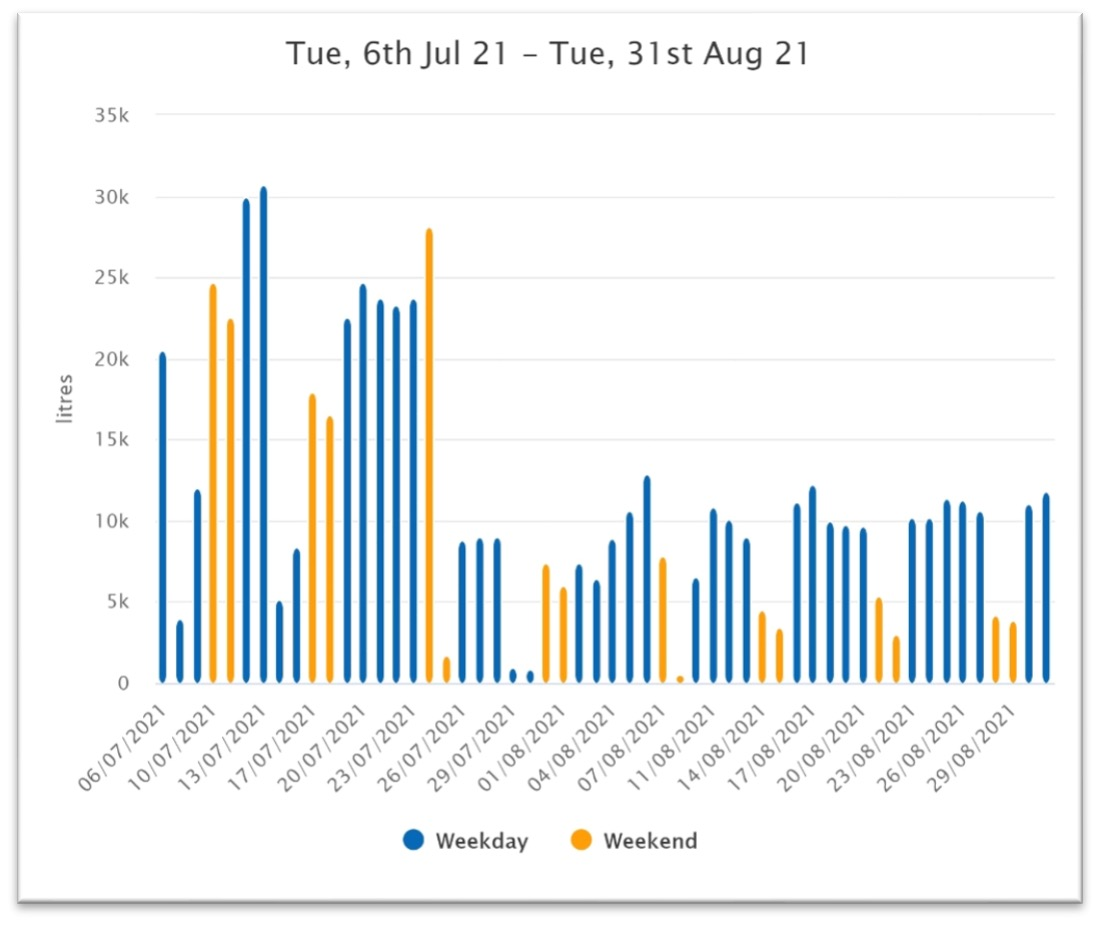 Tue, 6th Jul 21 – Tue, 31st Aug 21
35k
30k
25k
20k
15k
10k
5k
0
litres
06/07/2021
10/07/2021
13/07/2021
17/07/2021
20/07/2021
23/07/2021
26/07/2021
29/07/2021
01/08/2021
04/08/2021
07/08/2021
11/08/2021
14/08/2021
17/08/2021
20/08/2021
23/08/2021
26/08/2021
29/08/2021
Weekday Weekend